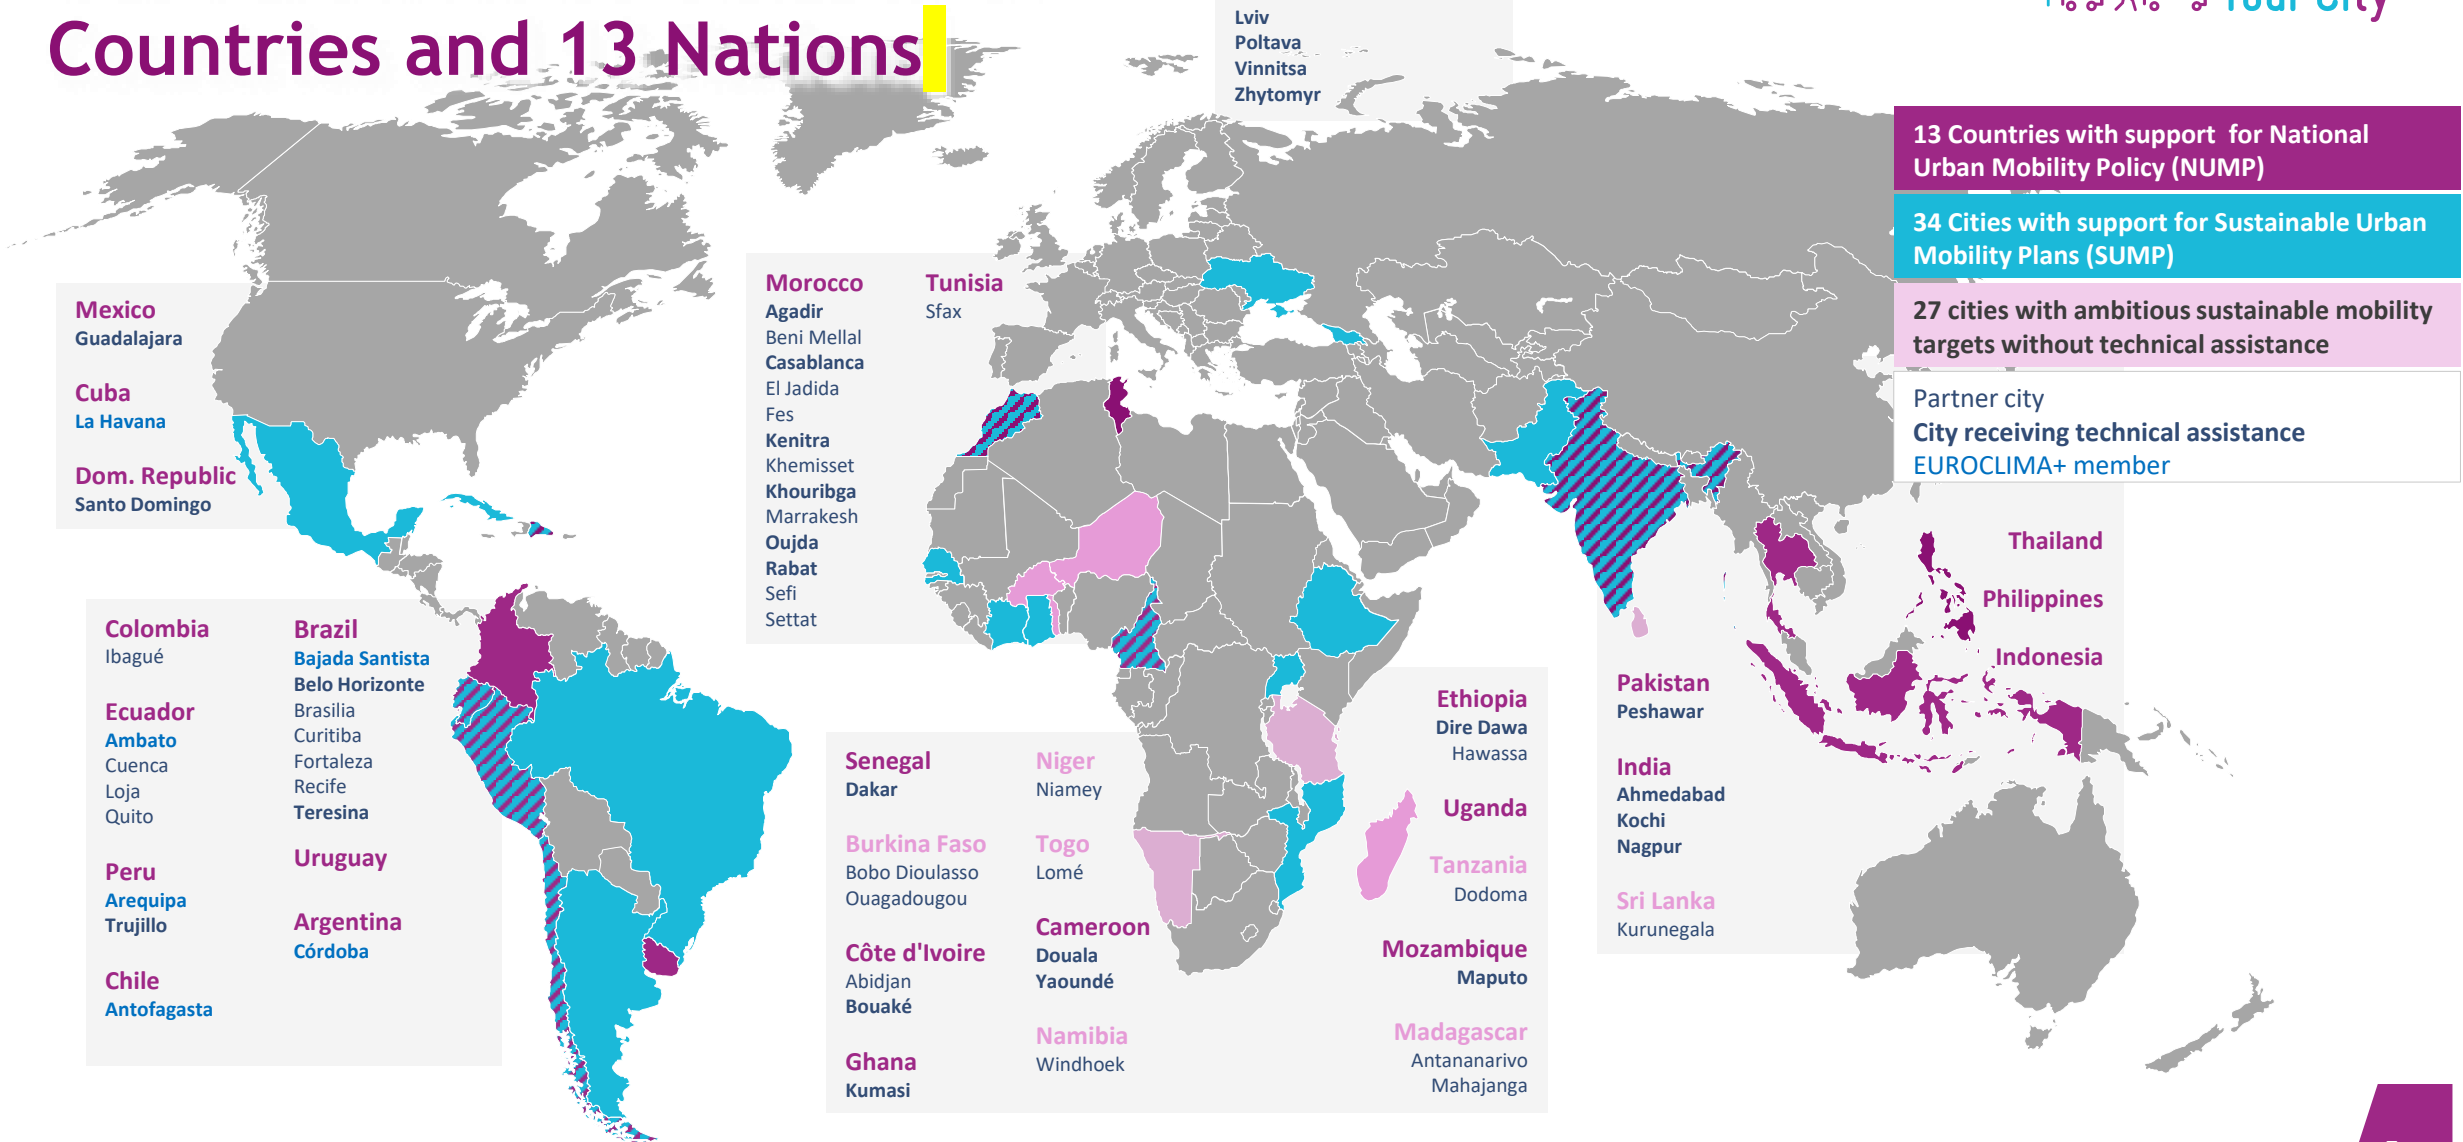 Countries and 13 Nations
Your City
Lviv
Poltava
Vinnitsa
Zhytomyr
13 Countries with support for National
Urban Mobility Policy (NUMP)
34 Cities with support for Sustainable Urban
Mobility Plans (SUMP)
27 cities with ambitious sustainable mobility
targets without technical assistance
Partner city
City receiving technical assistance
EUROCLIMA+ member
Mexico
Guadalajara
Cuba
La Havana
Dom. Republic
Santo Domingo
Morocco
Agadir
Beni Mellal
Casablanca
El Jadida
Fes
Kenitra
Khemisset
Khouribga
Marrakesh
Oujda
Rabat
Sefi
Settat
Tunisia
Sfax
Colombia
Ibagué
Ecuador
Ambato
Cuenca
Loja
Quito
Peru
Arequipa
Trujillo
Chile
Antofagasta
Brazil
Bajada Santista
Belo Horizonte
Brasilia
Curitiba
Fortaleza
Recife
Teresina
Uruguay
Argentina
Córdoba
Senegal
Dakar
Burkina Faso
Bobo Dioulasso
Ouagadougou
Côte d'Ivoire
Abidjan
Bouaké
Ghana
Kumasi
Niger
Niamey
Togo
Lomé
Cameroon
Douala
Yaoundé
Namibia
Windhoek
Ethiopia
Dire Dawa
Hawassa
Uganda
Tanzania
Dodoma
Mozambique
Maputo
Madagascar
Antananarivo
Mahajanga
Thailand
Philippines
Indonesia
Pakistan
Peshawar
India
Ahmedabad
Kochi
Nagpur
Sri Lanka
Kurunegala